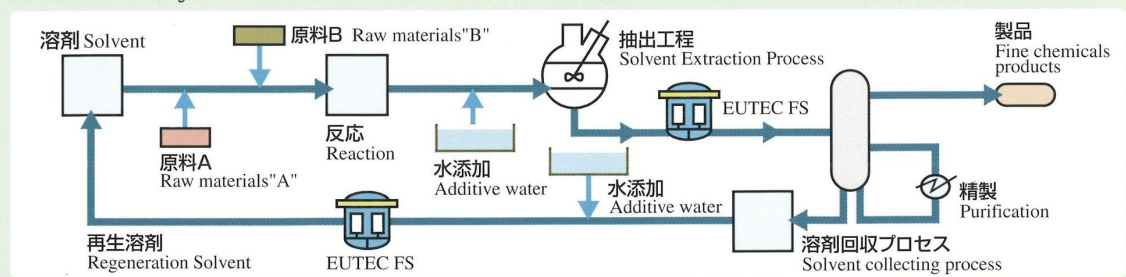 溶剤 Solvent
原料B Raw materials"B"
原料A
Raw materials"A"
反応
Reaction
水添加
Additive water
抽出工程
Solvent Extraction Process
EUTEC FS
製品
Fine chemicals
products
精製
Purification
溶剤回収プロセス
Solvent collecting process
水添加
Additive water
EUTEC FS
再生溶剤
Regeneration Solvent